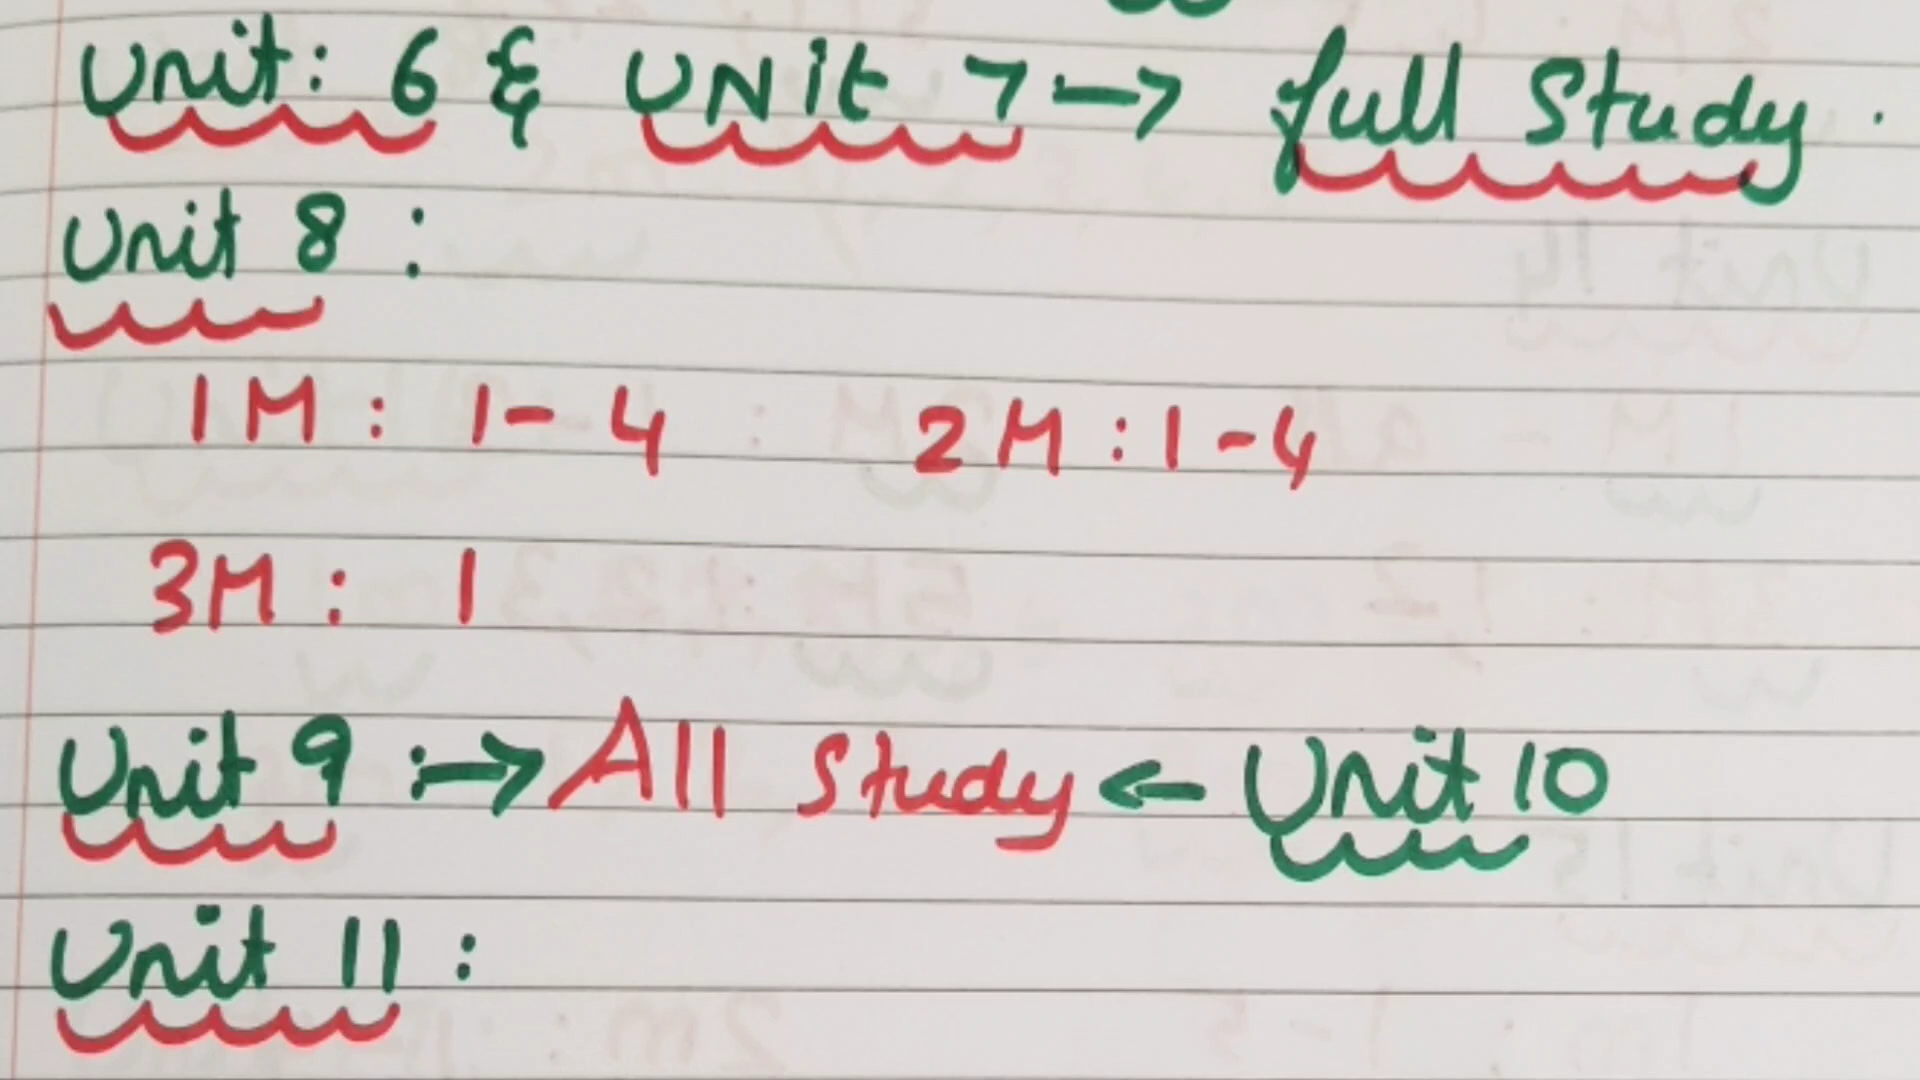 Unit: 6 & UNit 7 → full Study.
Unit 8 :
1M : 1-4 2M : 1-4
3M : 1
Unit 9 :→ All Study ← Unit 10
Unit 11 :